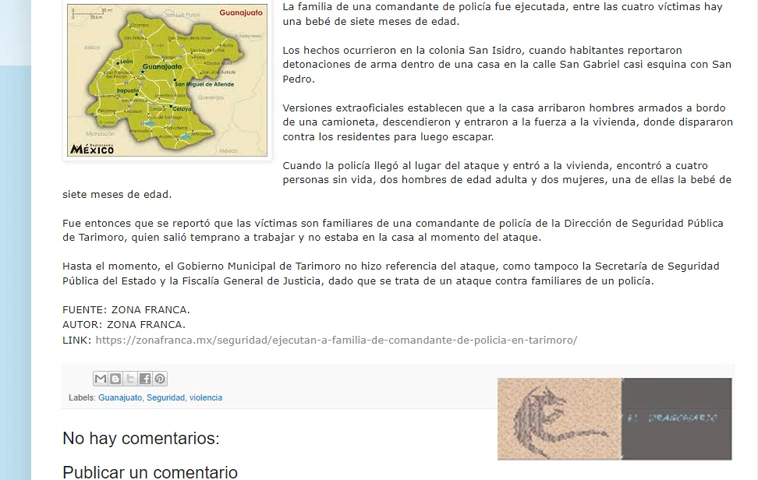 Guanajuato
León
Guanajuato
San Miguel de Allende
Irapuato
Celaya
MÉXICO
La familia de una comandante de policía fue ejecutada, entre las cuatro víctimas hay
una bebé de siete meses de edad.
Los hechos ocurrieron en la colonia San Isidro, cuando habitantes reportaron
detonaciones de arma dentro de una casa en la calle San Gabriel casi esquina con San
Pedro.
Versiones extraoficiales establecen que a la casa arribaron hombres armados a bordo
de una camioneta, descendieron y entraron a la fuerza a la vivienda, donde dispararon
contra los residentes para luego escapar.
Cuando la policía llegó al lugar del ataque y entró a la vivienda, encontró a cuatro
personas sin vida, dos hombres de edad adulta y dos mujeres, una de ellas la bebé de
siete meses de edad.
Fue entonces que se reportó que las víctimas son familiares de una comandante de policía de la Dirección de Seguridad Pública
de Tarimoro, quien salió temprano a trabajar y no estaba en la casa al momento del ataque.
Hasta el momento, el Gobierno Municipal de Tarimoro no hizo referencia del ataque, como tampoco la Secretaría de Seguridad
Pública del Estado y la Fiscalía General de Justicia, dado que se trata de un ataque contra familiares de un policía.
FUENTE: ZONA FRANCA.
AUTOR: ZONA FRANCA.
LINK: https://zonafranca.mx/seguridad/ejecutan-a-familia-de-comandante-de-policia-en-tarimoro/
Labels: Guanajuato, Seguridad, violencia
EL DRAGONARIO
No hay comentarios:
Publicar un comentario